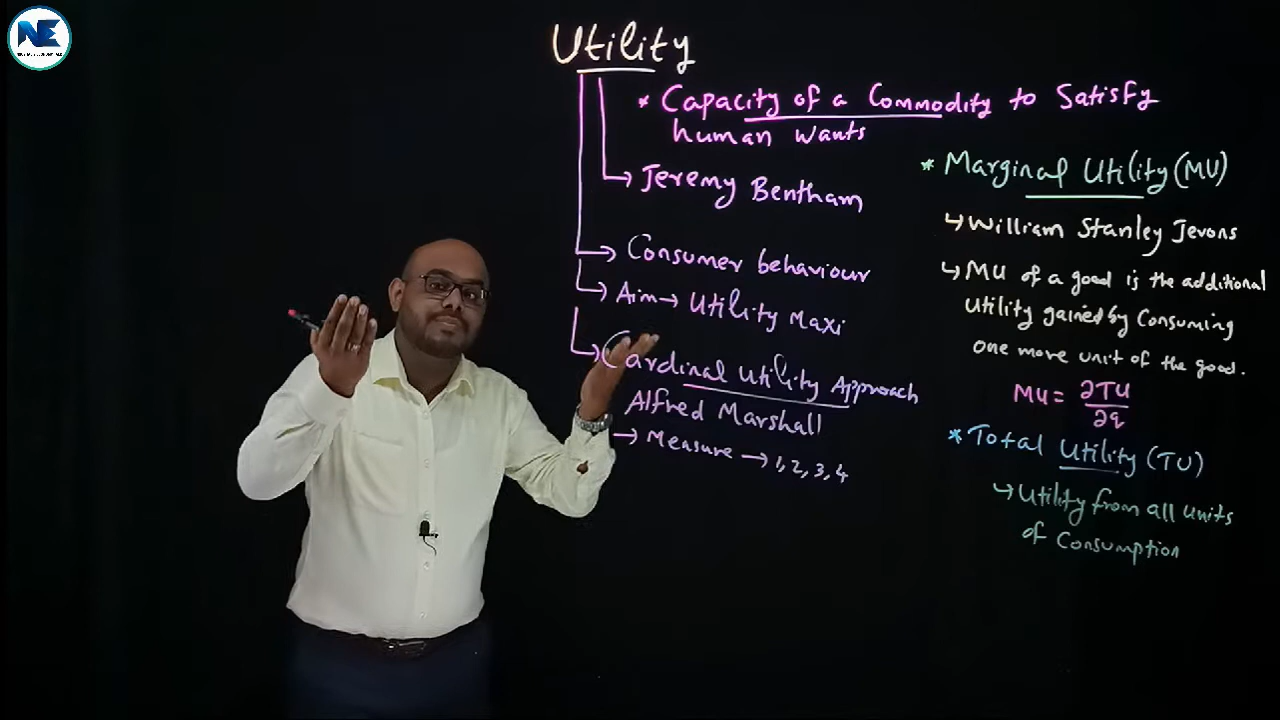 NE
Utility
* Capacity of a Commodity to Satisfy
human wants
Jeremy Bentham
Consumer behaviour
Aim → Utility Maxi
Cardinal Utility Approach
Alfred Marshall
→ Measure → 1, 2, 3, 4
* Marginal Utility (MU)
↳ William Stanley Jevons
↳ MU of a good is the additional
Utility gained by Consuming
one more unit of the good.
MU = ∂TU/∂q
* Total Utility (TU)
↳ Utility from all units
of Consumption